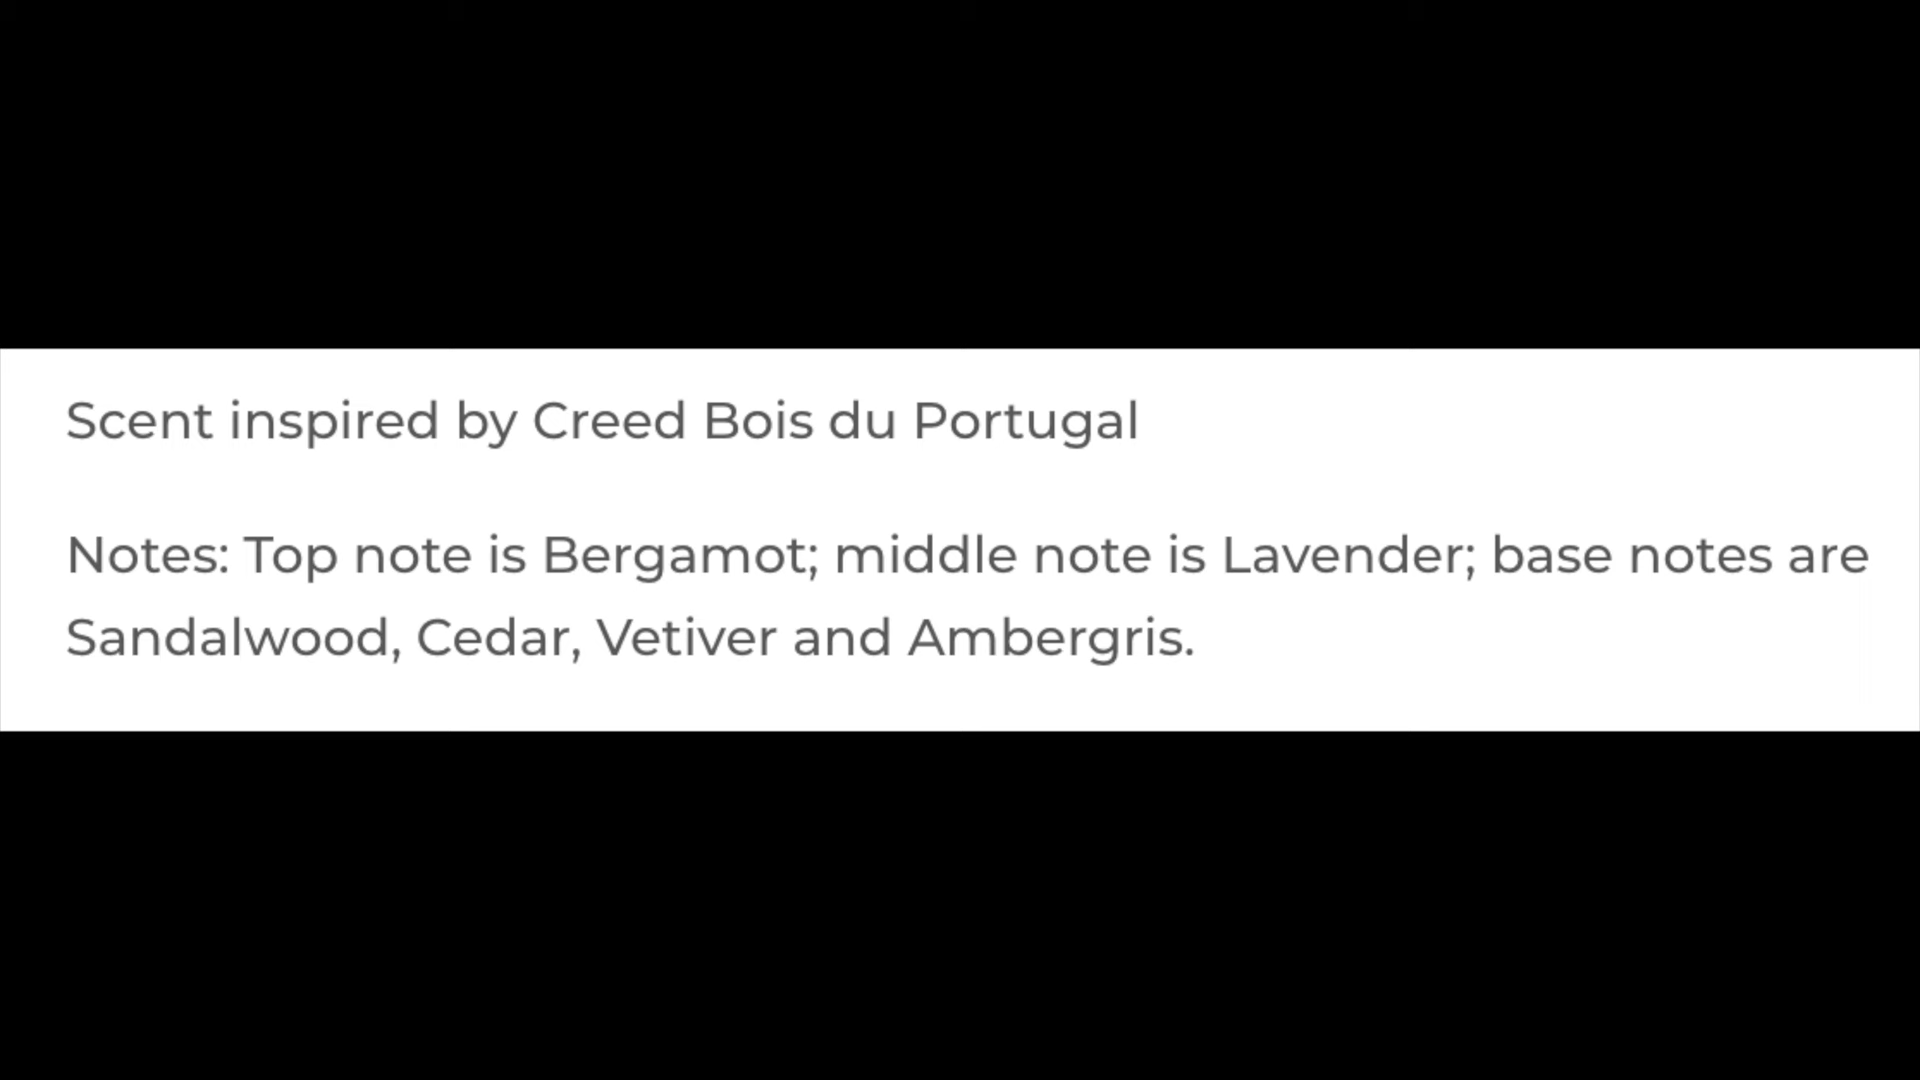 Scent inspired by Creed Bois du Portugal
Notes: Top note is Bergamot; middle note is Lavender; base notes are
Sandalwood, Cedar, Vetiver and Ambergris.